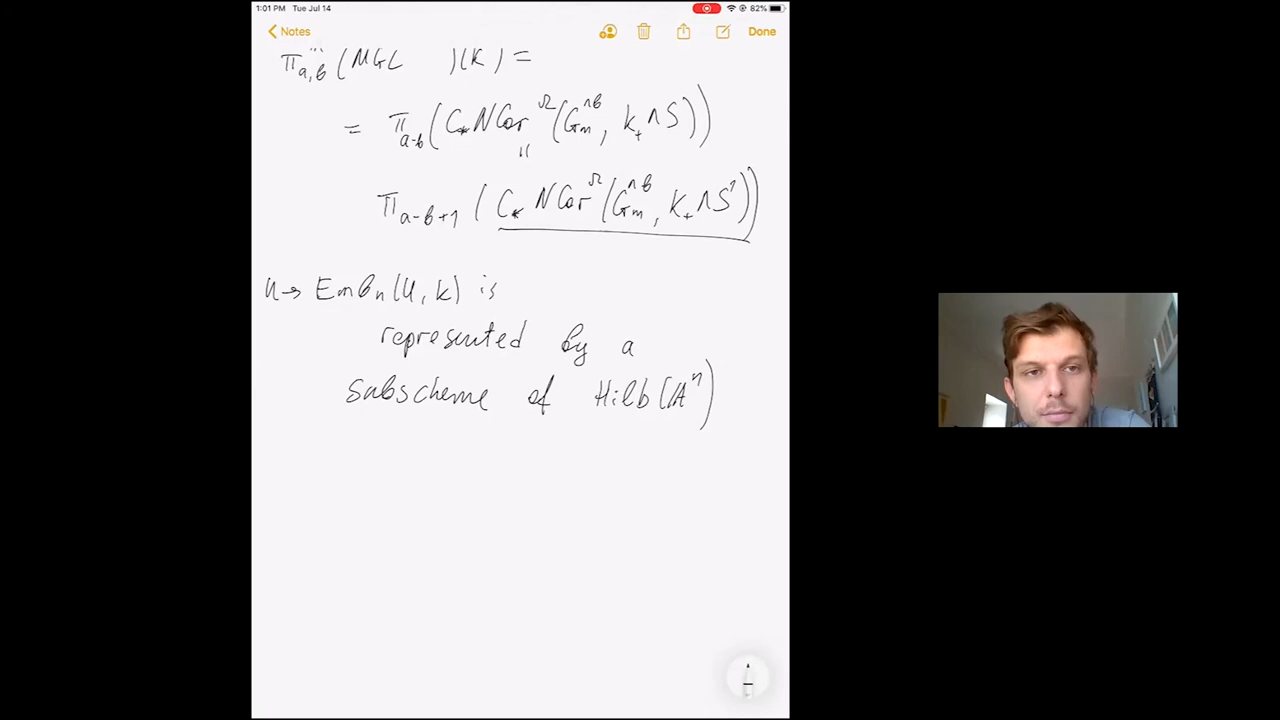 1:01 PM Tue Jul 14 82%
Notes Done
π_{a,b} (MGL )(k) =
= π_{a-b} (C_* NCor^Ω (G_m^{∧b}, k_+ ∧ S))
||
π_{a-b+1} (C_* NCor^Ω (G_m^{∧b}, k_+ ∧ S^1))
U → Emb_n(U, k) is
represented by a
subscheme of Hilb(A^n)